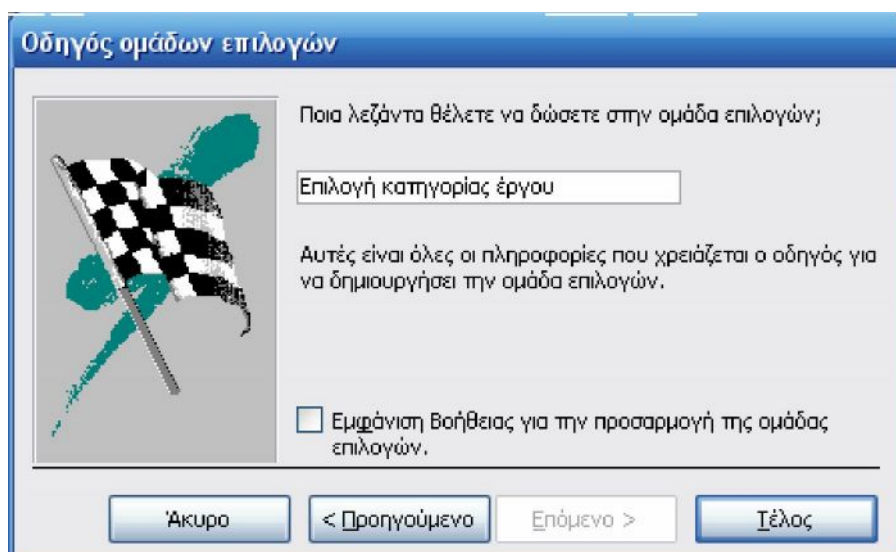 Οδηγός ομάδων επιλογών
Ποια λεζάντα θέλετε να δώσετε στην ομάδα επιλογών;
Επιλογή κατηγορίας έργου
Αυτές είναι όλες οι πληροφορίες που χρειάζεται ο οδηγός για
να δημιουργήσει την ομάδα επιλογών.
Εμφάνιση Βοήθειας για την προσαρμογή της ομάδας
επιλογών.
Άκυρο
< Προηγούμενο
Επόμενο >
Τέλος